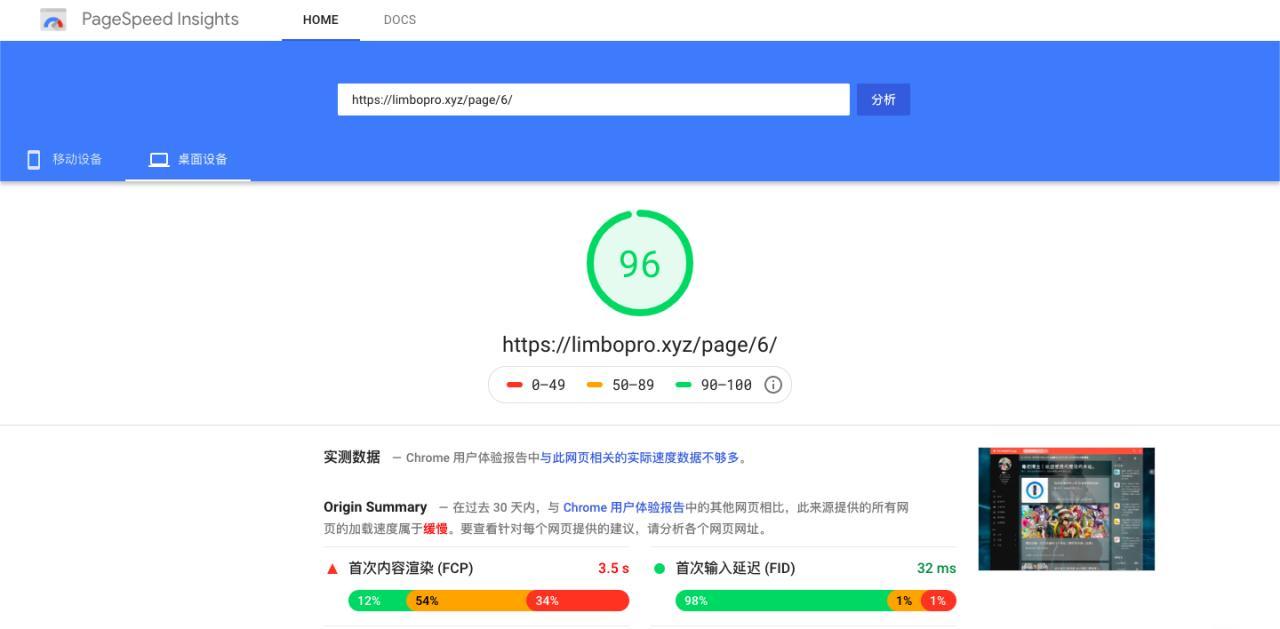 PageSpeed Insights HOME DOCS
https://limbopro.xyz/page/6/ 分析
移动设备 桌面设备
96
https://limbopro.xyz/page/6/
0–49 50–89 90–100
实测数据 — Chrome 用户体验报告中与此网页相关的实际速度数据不够多。
Origin Summary — 在过去 30 天内，与 Chrome 用户体验报告中的其他网页相比，此来源提供的所有网
页的加载速度属于缓慢。要查看针对每个网页提供的建议，请分析各个网页网址。
首次内容渲染 (FCP) 3.5 s 首次输入延迟 (FID) 32 ms
12% 54% 34% 98% 1% 1%